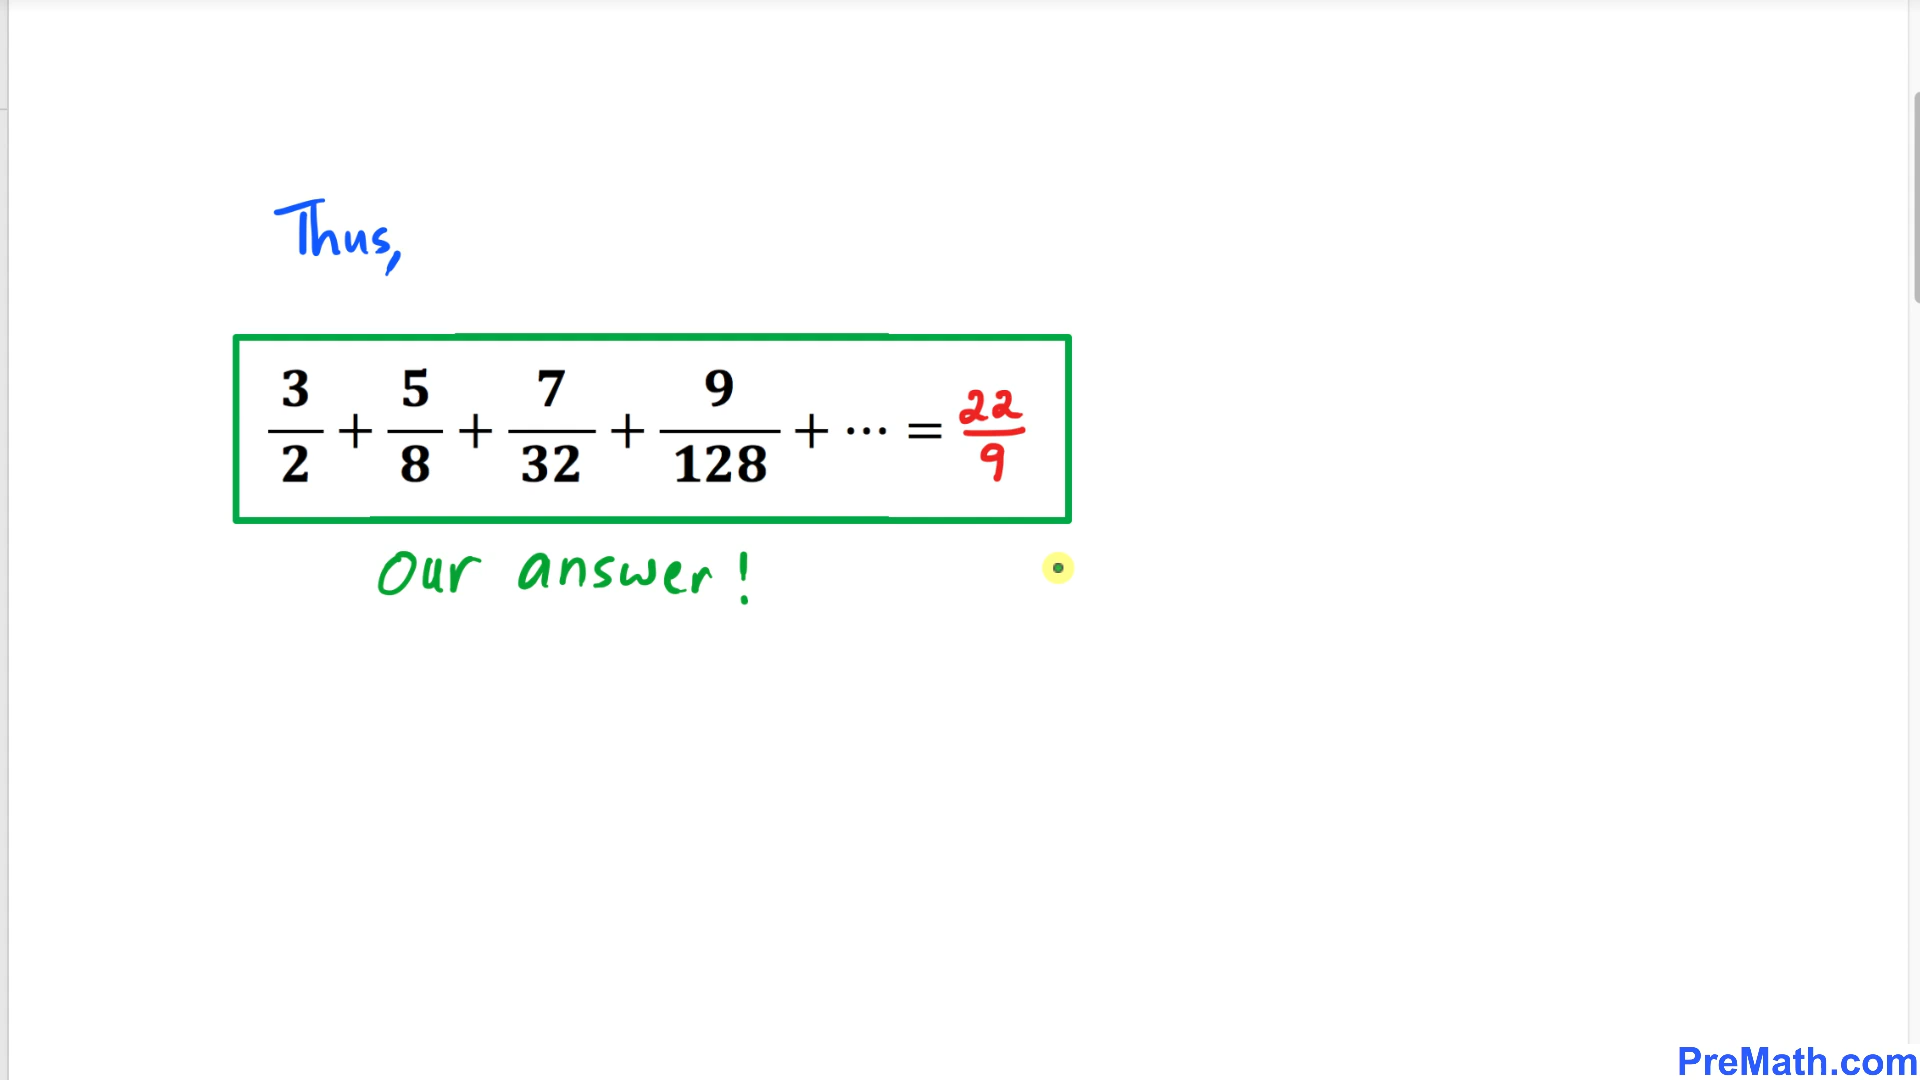 Thus,
3/2 + 5/8 + 7/32 + 9/128 + ⋯ = 22/9
Our answer!
PreMath.com